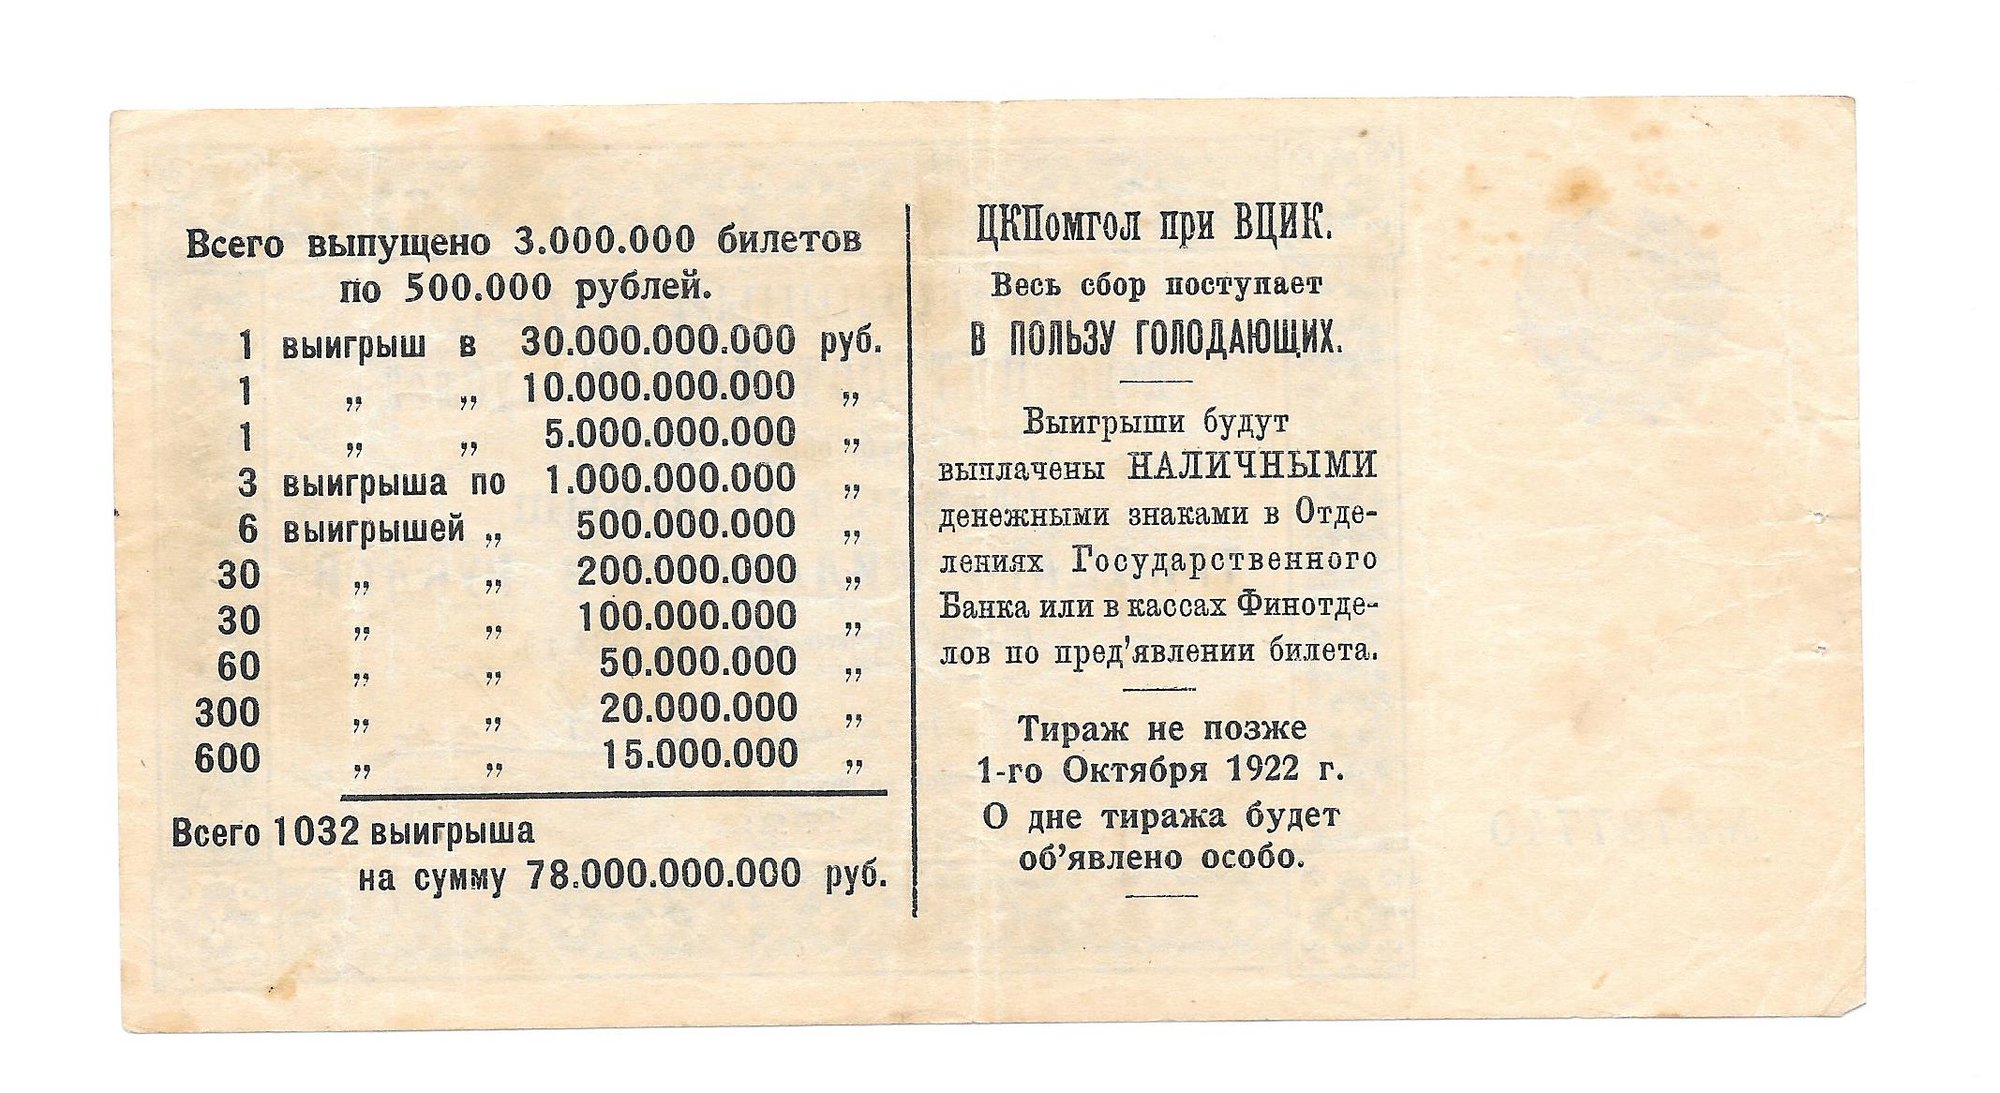 Всего выпущено 3.000.000 билетов
по 500.000 рублей.
1 выигрыш в 30.000.000.000 руб.
1 „ „ 10.000.000.000 „
1 „ „ 5.000.000.000 „
3 выигрыша по 1.000.000.000 „
6 выигрышей „ 500.000.000 „
30 „ „ 200.000.000 „
30 „ „ 100.000.000 „
60 „ „ 50.000.000 „
300 „ „ 20.000.000 „
600 „ „ 15.000.000 „
Всего 1032 выигрыша
на сумму 78.000.000.000 руб.
ЦКПомгол при ВЦИК.
Весь сбор поступает
В ПОЛЬЗУ ГОЛОДАЮЩИХ.
Выигрыши будут
выплачены НАЛИЧНЫМИ
денежными знаками в Отде-
лениях Государственного
Банка или в кассах Финотде-
лов по пред'явлении билета.
Тираж не позже
1-го Октября 1922 г.
О дне тиража будет
об'явлено особо.